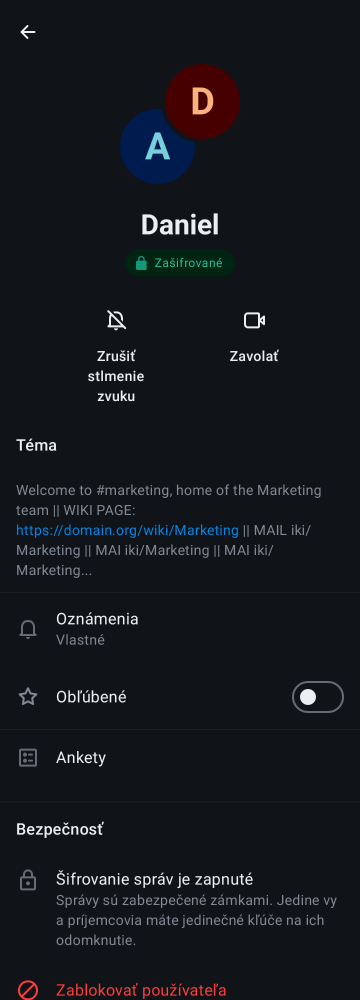 D
A
Daniel
Zašifrované
Zrušiť
stlmenie
zvuku
Zavolať
Téma
Welcome to #marketing, home of the Marketing
team || WIKI PAGE:
https://domain.org/wiki/Marketing || MAIL iki/
Marketing || MAI iki/Marketing || MAI iki/
Marketing...
Oznámenia
Vlastné
Obľúbené
Ankety
Bezpečnosť
Šifrovanie správ je zapnuté
Správy sú zabezpečené zámkami. Jedine vy
a príjemcovia máte jedinečné kľúče na ich
odomknutie.
Zablokovať používateľa